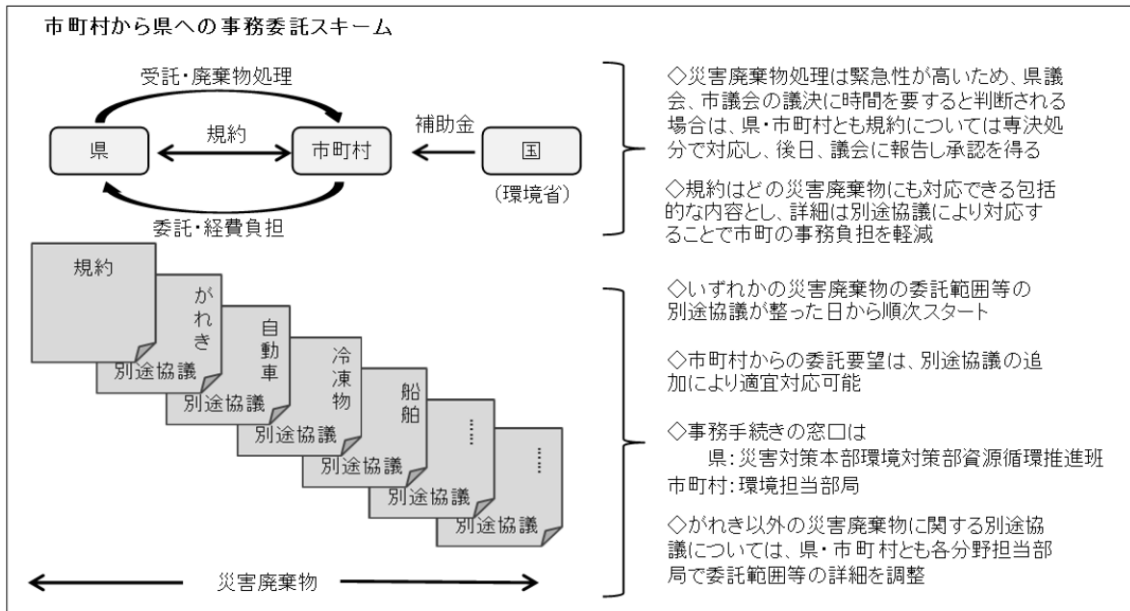 市町村から県への事務委託スキーム
受託・廃棄物処理
県
規約
市町村
補助金
国
(環境省)
委託・経費負担
◇災害廃棄物処理は緊急性が高いため、県議
会、市議会の議決に時間を要すると判断される
場合は、県・市町村とも規約については専決処
分で対応し、後日、議会に報告し承認を得る
◇規約はどの災害廃棄物にも対応できる包括
的な内容とし、詳細は別途協議により対応す
ることで市町の事務負担を軽減
規約
がれき
別途協議
自動車
別途協議
冷凍物
別途協議
船舶
別途協議
……
別途協議
……
別途協議
災害廃棄物
◇いずれかの災害廃棄物の委託範囲等の
別途協議が整った日から順次スタート
◇市町村からの委託要望は、別途協議の追
加により適宜対応可能
◇事務手続きの窓口は
県:災害対策本部環境対策部資源循環推進班
市町村:環境担当部局
◇がれき以外の災害廃棄物に関する別途協
議については、県・市町村とも各分野担当部
局で委託範囲等の詳細を調整